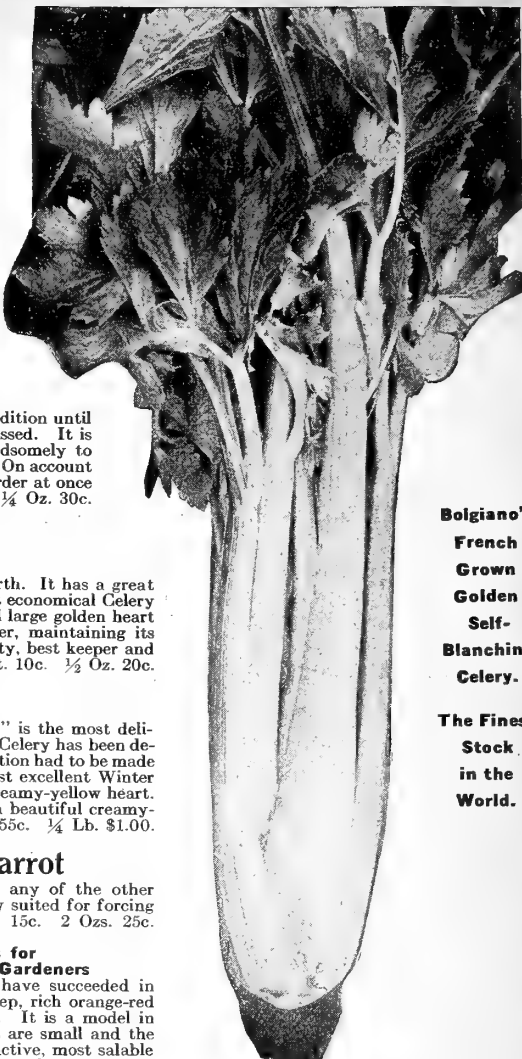 dition until
ssed. It is
dsomely to
On account
rder at once
¼ Oz. 30c.
rth. It has a great
economical Celery
large golden heart
er, maintaining its
ty, best keeper and
10c. ½ Oz. 20c.
" is the most deli-
Celery has been de-
tion had to be made
st excellent Winter
reamy-yellow heart.
beautiful creamy-
55c. ¼ Lb. $1.00.
arrot
any of the other
y suited for forcing
15c. 2 Ozs. 25c.
for
Gardeners
have succeeded in
ep, rich orange-red
It is a model in
are small and the
active, most salable
Bolgiano'
French
Grown
Golden
Self-
Blanchin
Celery.
The Fines
Stock
in the
World.